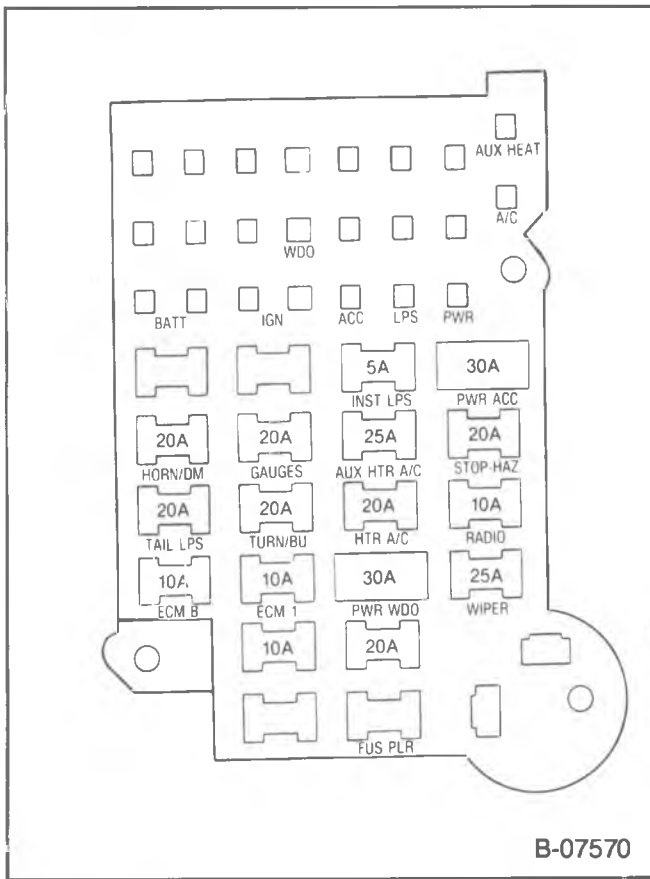 AUX HEAT
A/C
WDO
BATT IGN ACC LPS PWR
5A 30A
INST LPS PWR ACC
20A 20A 25A 20A
HORN/DM GAUGES AUX HTR A/C STOP-HAZ
20A 20A 20A 10A
TAIL LPS TURN/BU HTR A/C RADIO
10A 10A 30A 25A
ECM B ECM 1 PWR WDO WIPER
10A 20A
FUS PLR
B-07570